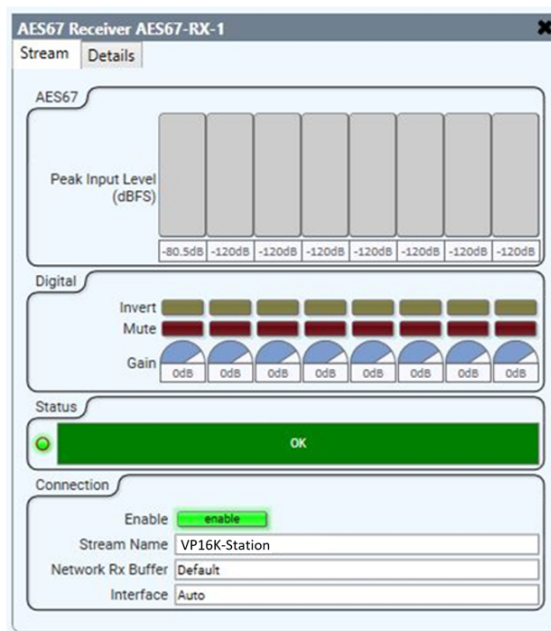 AES67 Receiver AES67-RX-1
Stream Details
AES67
Peak Input Level
(dBFS)
-80.5dB -120dB -120dB -120dB -120dB -120dB -120dB -120dB
Digital
Invert
Mute
Gain
0dB 0dB 0dB 0dB 0dB 0dB 0dB 0dB
Status
OK
Connection
Enable enable
Stream Name VP16K-Station
Network Rx Buffer Default
Interface Auto